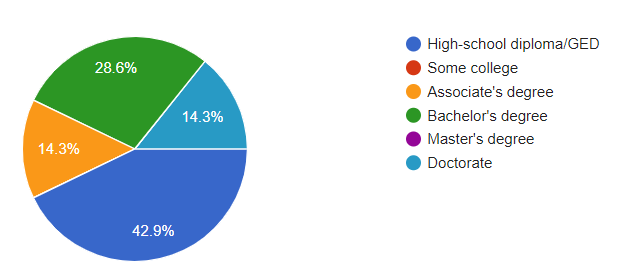 High-school diploma/GED
Some college
Associate's degree
Bachelor's degree
Master's degree
Doctorate
28.6%
14.3%
14.3%
42.9%